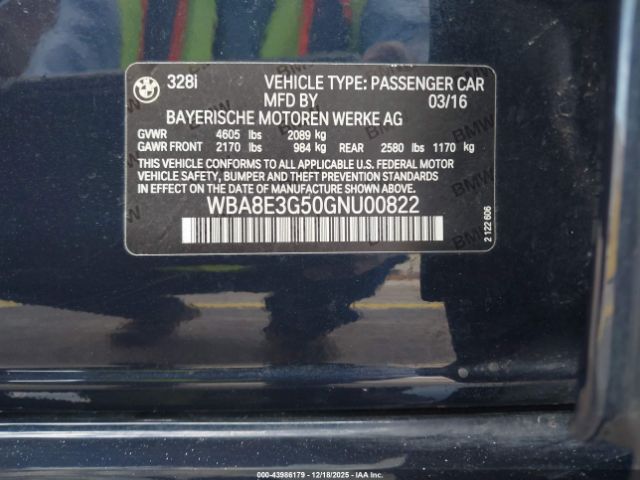 BMW 328i VEHICLE TYPE: PASSENGER CAR
MFD BY 03/16
BAYERISCHE MOTOREN WERKE AG
GVWR 4605 lbs 2089 kg
GAWR FRONT 2170 lbs 984 kg REAR 2580 lbs 1170 kg
THIS VEHICLE CONFORMS TO ALL APPLICABLE U.S. FEDERAL MOTOR
VEHICLE SAFETY, BUMPER AND THEFT PREVENTION STANDARDS
IN EFFECT ON THE DATE OF MANUFACTURE SHOWN ABOVE.
WBA8E3G50GNU00822
2 122 606
000-43986179 - 12/18/2025 - IAA Inc.